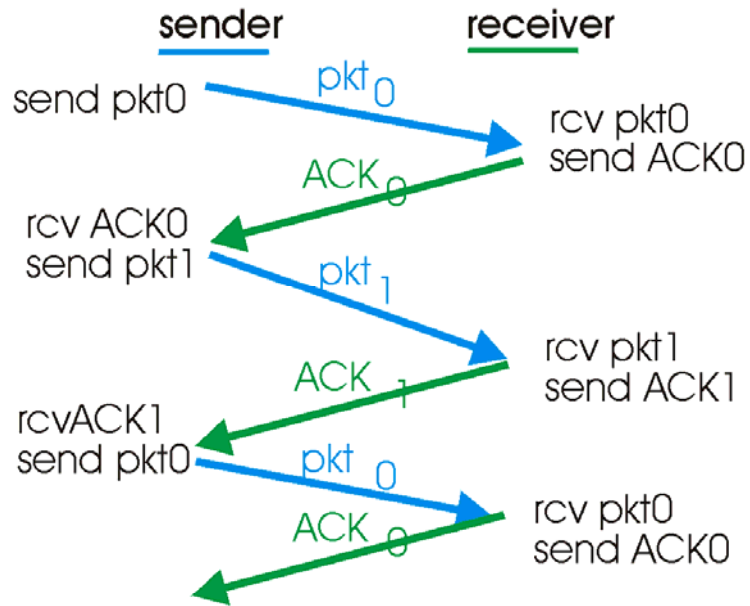 sender receiver
send pkt0
pkt0
rcv pkt0
send ACK0
ACK0
rcv ACK0
send pkt1
pkt1
rcv pkt1
send ACK1
ACK1
rcvACK1
send pkt0
pkt0
rcv pkt0
send ACK0
ACK0